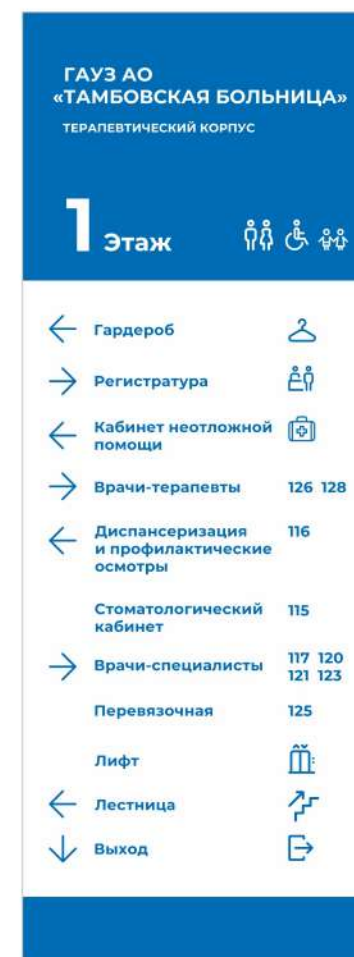 ГАУЗ АО
«ТАМБОВСКАЯ БОЛЬНИЦА»
ТЕРАПЕВТИЧЕСКИЙ КОРПУС
1 Этаж
Гардероб
Регистратура
Кабинет неотложной
помощи
Врачи-терапевты 126 128
Диспансеризация 116
и профилактические
осмотры
Стоматологический 115
кабинет
Врачи-специалисты 117 120
121 123
Перевязочная 125
Лифт
Лестница
Выход